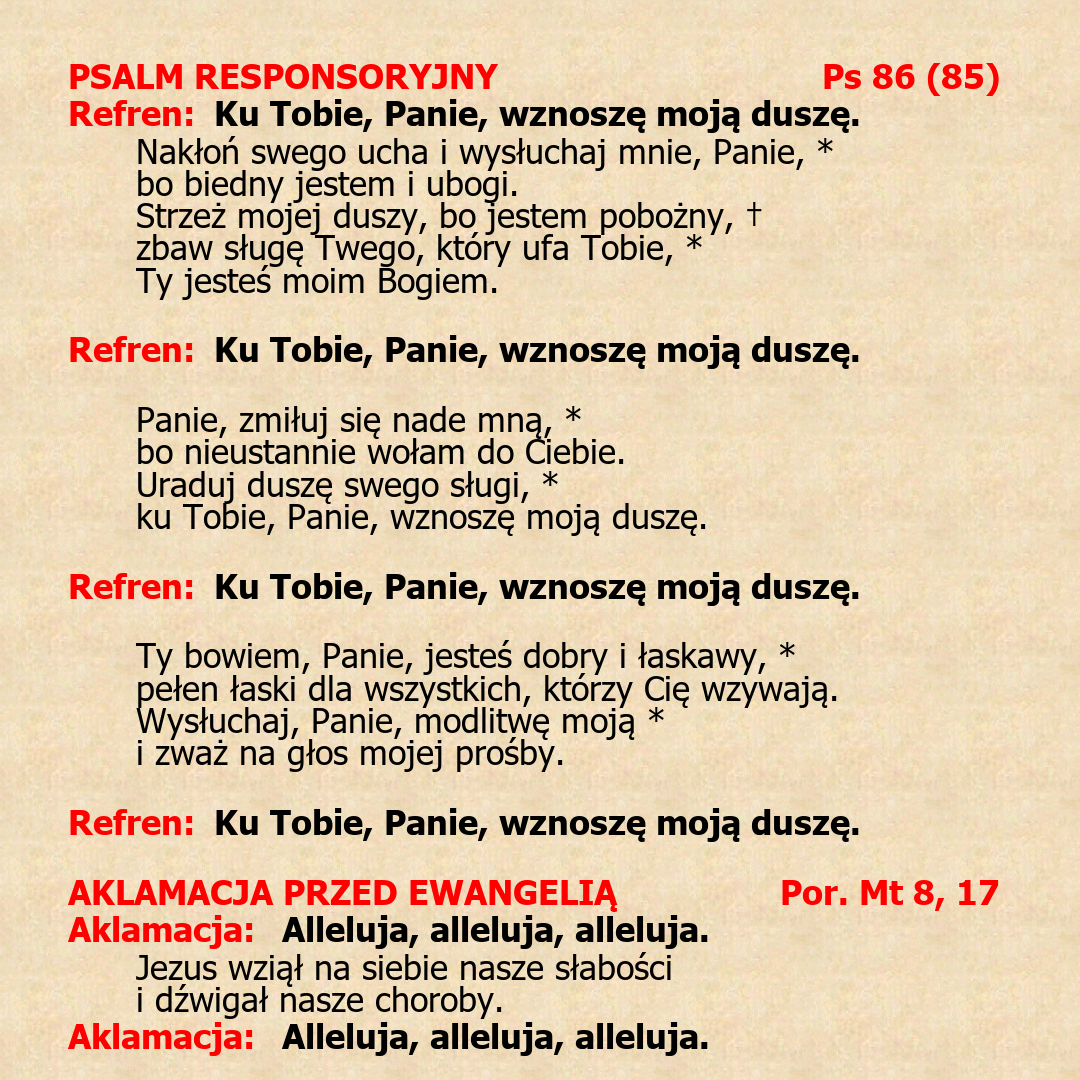 PSALM RESPONSORYJNY Ps 86 (85)
Refren: Ku Tobie, Panie, wznoszę moją duszę.
Nakłoń swego ucha i wysłuchaj mnie, Panie, *
bo biedny jestem i ubogi.
Strzeż mojej duszy, bo jestem pobożny, †
zbaw sługę Twego, który ufa Tobie, *
Ty jesteś moim Bogiem.
Refren: Ku Tobie, Panie, wznoszę moją duszę.
Panie, zmiłuj się nade mną, *
bo nieustannie wołam do Ciebie.
Uraduj duszę swego sługi, *
ku Tobie, Panie, wznoszę moją duszę.
Refren: Ku Tobie, Panie, wznoszę moją duszę.
Ty bowiem, Panie, jesteś dobry i łaskawy, *
pełen łaski dla wszystkich, którzy Cię wzywają.
Wysłuchaj, Panie, modlitwę moją *
i zważ na głos mojej prośby.
Refren: Ku Tobie, Panie, wznoszę moją duszę.
AKLAMACJA PRZED EWANGELIĄ Por. Mt 8, 17
Aklamacja: Alleluja, alleluja, alleluja.
Jezus wziął na siebie nasze słabości
i dźwigał nasze choroby.
Aklamacja: Alleluja, alleluja, alleluja.